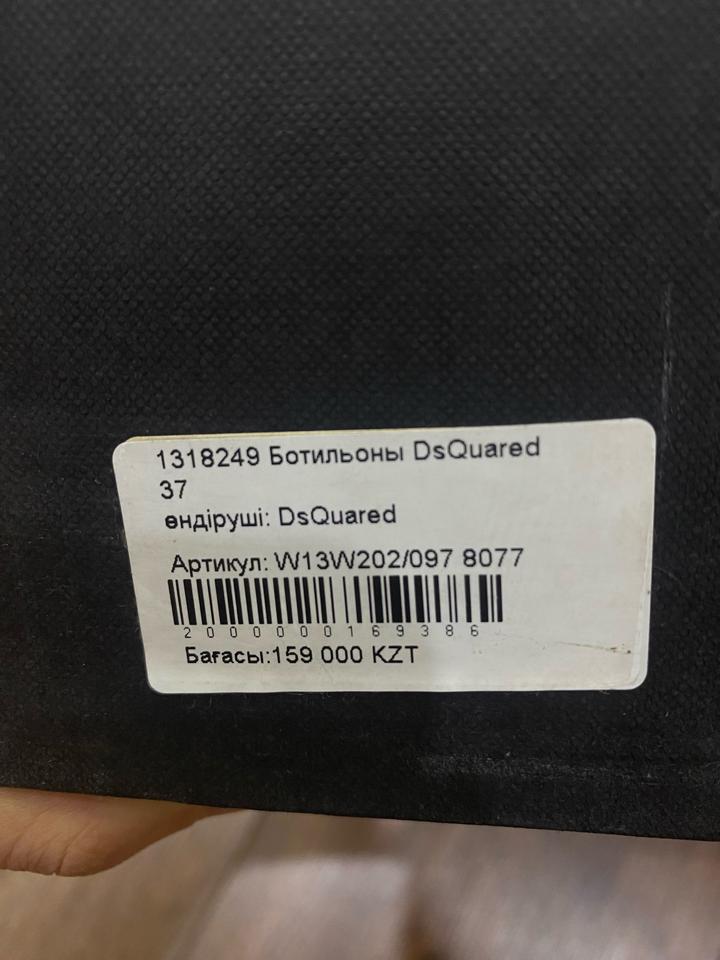 1318249 Ботильоны DsQuared
37
өндіруші: DsQuared
Артикул: W13W202/097 8077
2000000169386
Бағасы:159 000 KZT